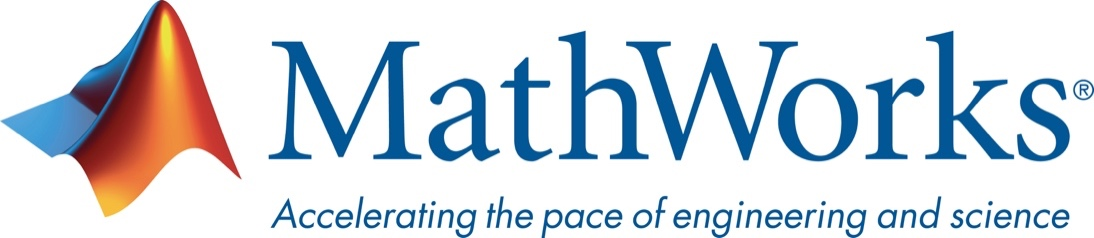 MathWorks®
Accelerating the pace of engineering and science